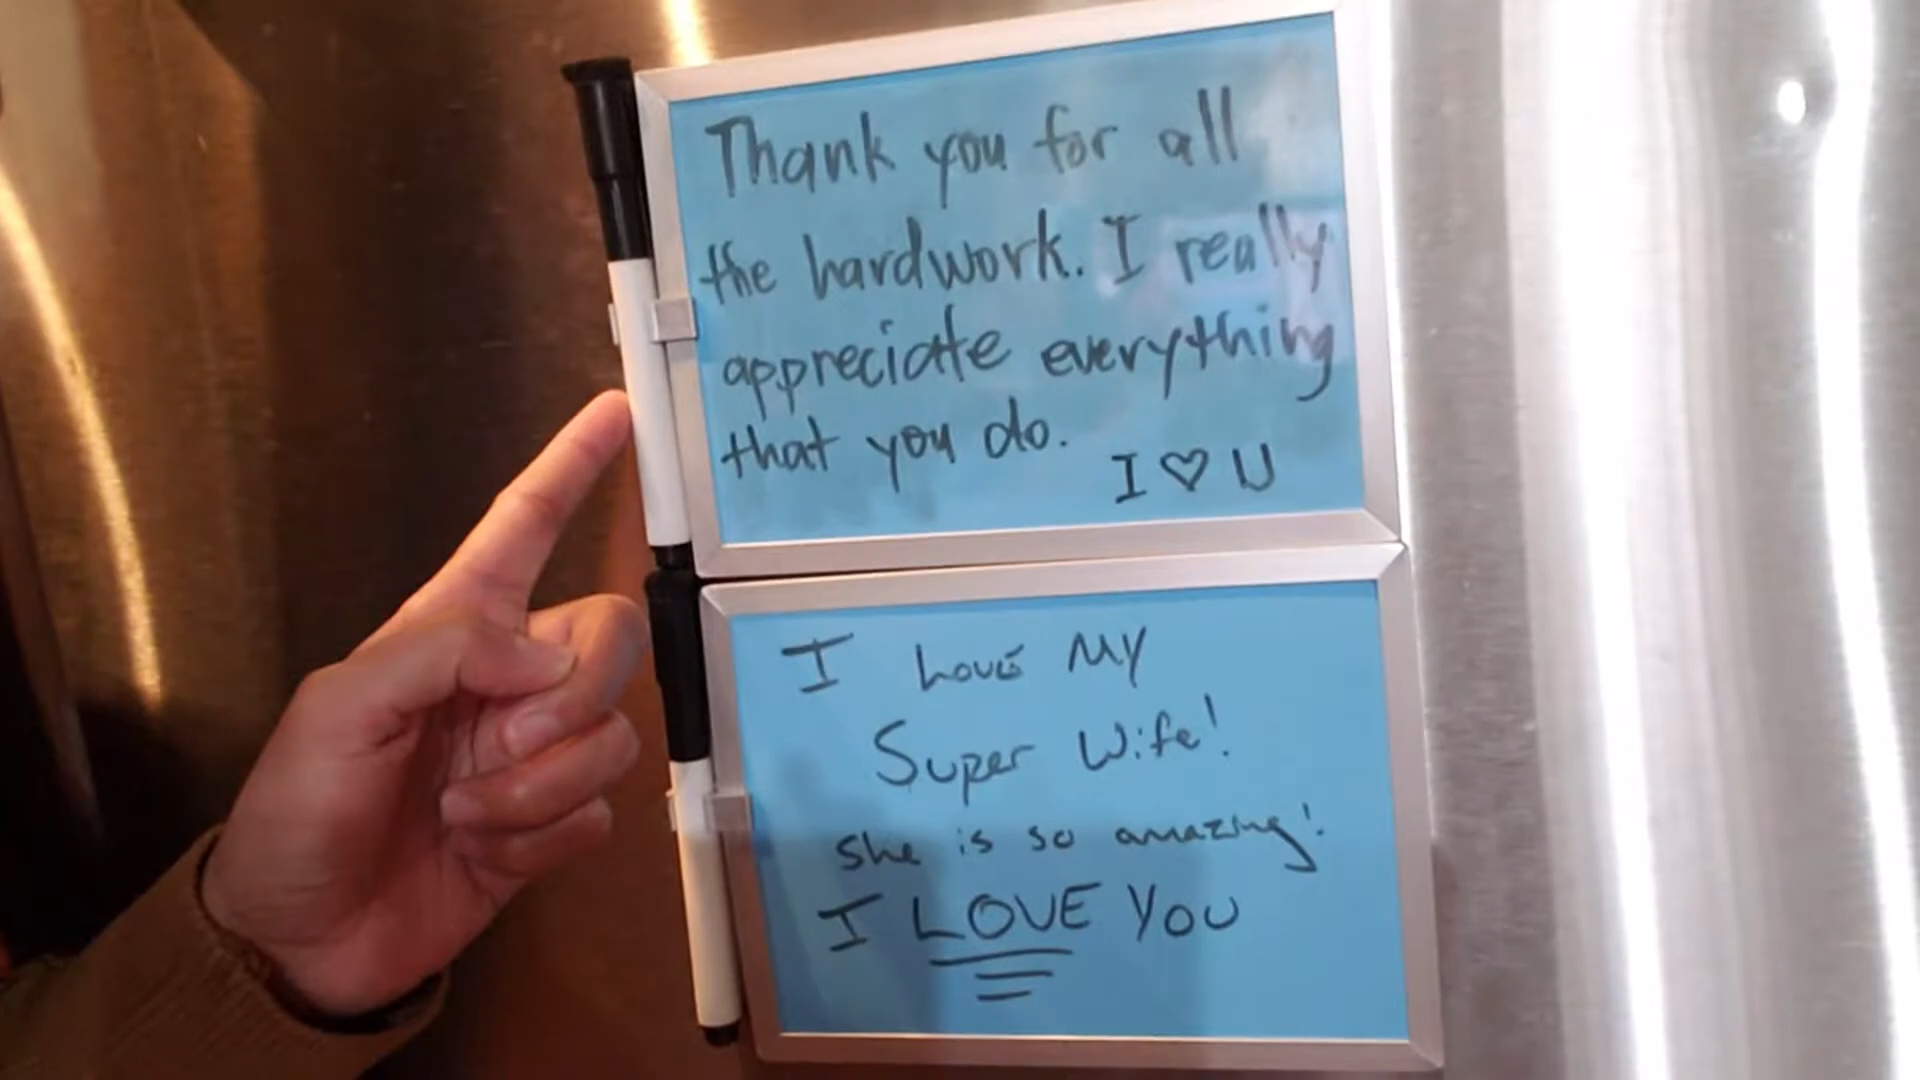 Thank you for all
the hardwork. I really
appreciate everything
that you do.
I ♡ U
I LOVE MY
Super Wife!
She is so amazing!
I LOVE YOU